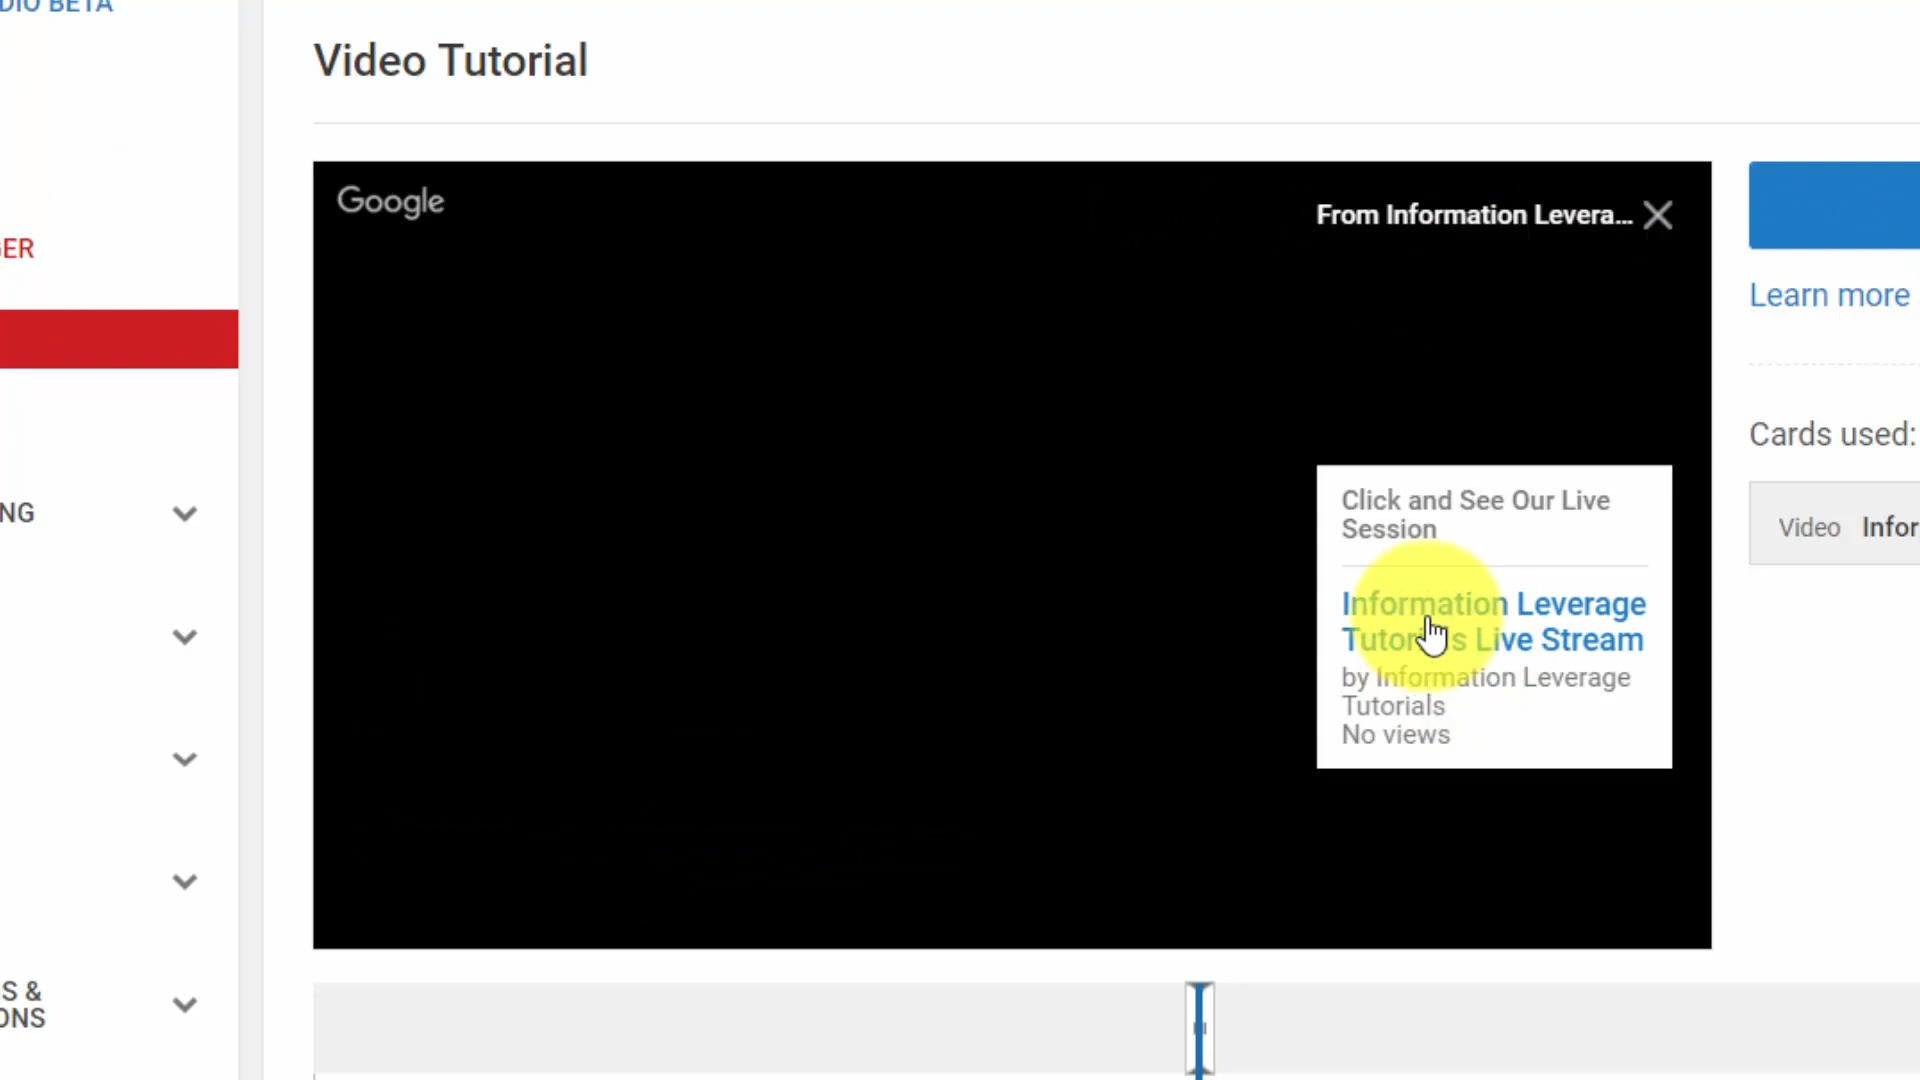 DIO BETA
Video Tutorial
Google
From Information Levera...
GER
Learn more
Cards used:
Click and See Our Live
Session
Video Infor
NG
Information Leverage
Tutorials Live Stream
by Information Leverage
Tutorials
No views
S &
ONS